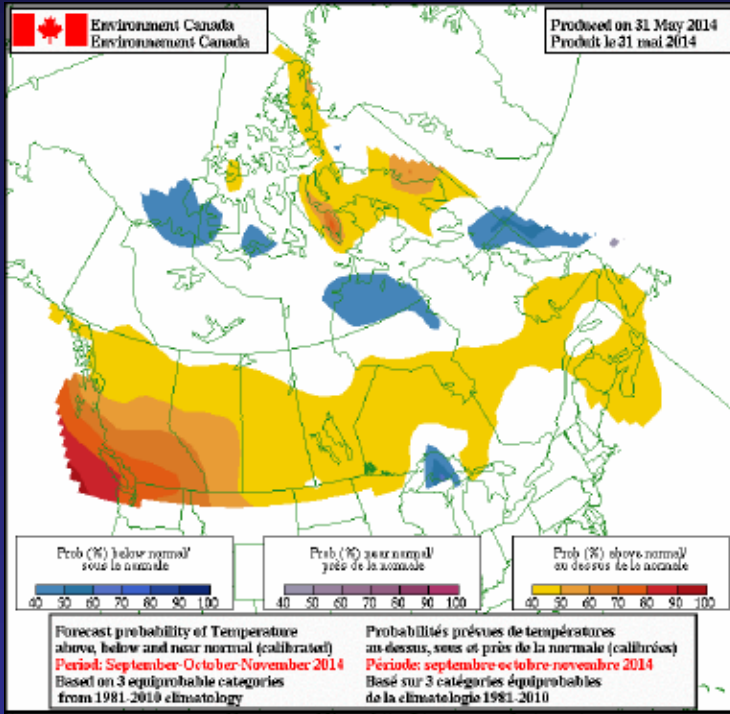 Environment Canada
Environnement Canada
Produced on 31 May 2014
Produit le 31 mai 2014
Prob (%) below normal/
sous la normale
40 50 60 70 80 90 100
Prob (%) near normal/
près de la normale
40 50 60 70 80 90 100
Prob (%) above normal/
au dessus de la normale
40 50 60 70 80 90 100
Forecast probability of Temperature
above, below and near normal (calibrated)
Period: September-October-November 2014
Based on 3 equiprobable categories
from 1981-2010 climatology
Probabilités prévues de températures
au-dessus, sous et près de la normale (calibrées)
Période: septembre-octobre-novembre 2014
Basé sur 3 catégories équiprobables
de la climatologie 1981-2010